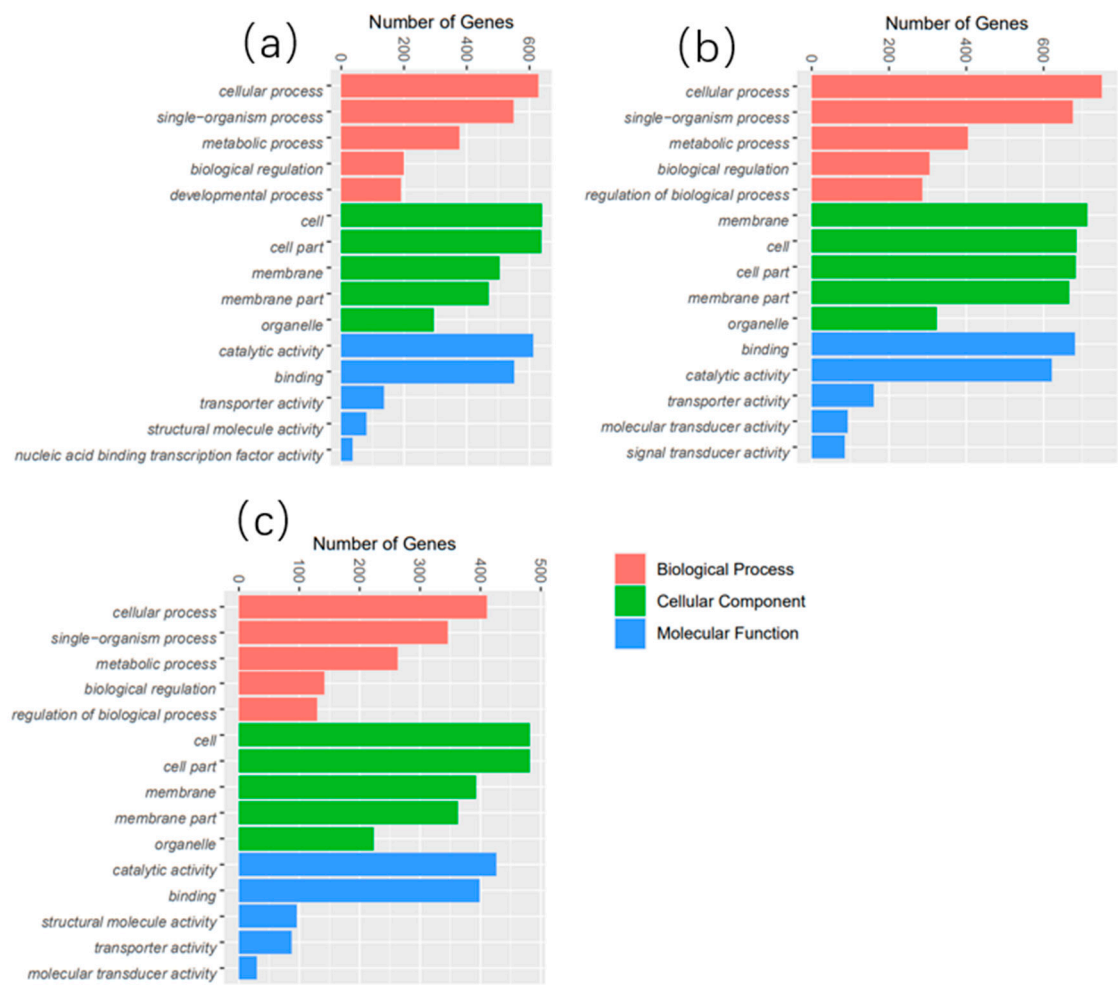 (a)
Number of Genes
0 200 400 600
cellular process
single-organism process
metabolic process
biological regulation
developmental process
cell
cell part
membrane
membrane part
organelle
catalytic activity
binding
transporter activity
structural molecule activity
nucleic acid binding transcription factor activity
(b)
Number of Genes
0 200 400 600
cellular process
single-organism process
metabolic process
biological regulation
regulation of biological process
membrane
cell
cell part
membrane part
organelle
binding
catalytic activity
transporter activity
molecular transducer activity
signal transducer activity
(c)
Number of Genes
0 100 200 300 400 500
cellular process
single-organism process
metabolic process
biological regulation
regulation of biological process
cell
cell part
membrane
membrane part
organelle
catalytic activity
binding
structural molecule activity
transporter activity
molecular transducer activity
Biological Process
Cellular Component
Molecular Function